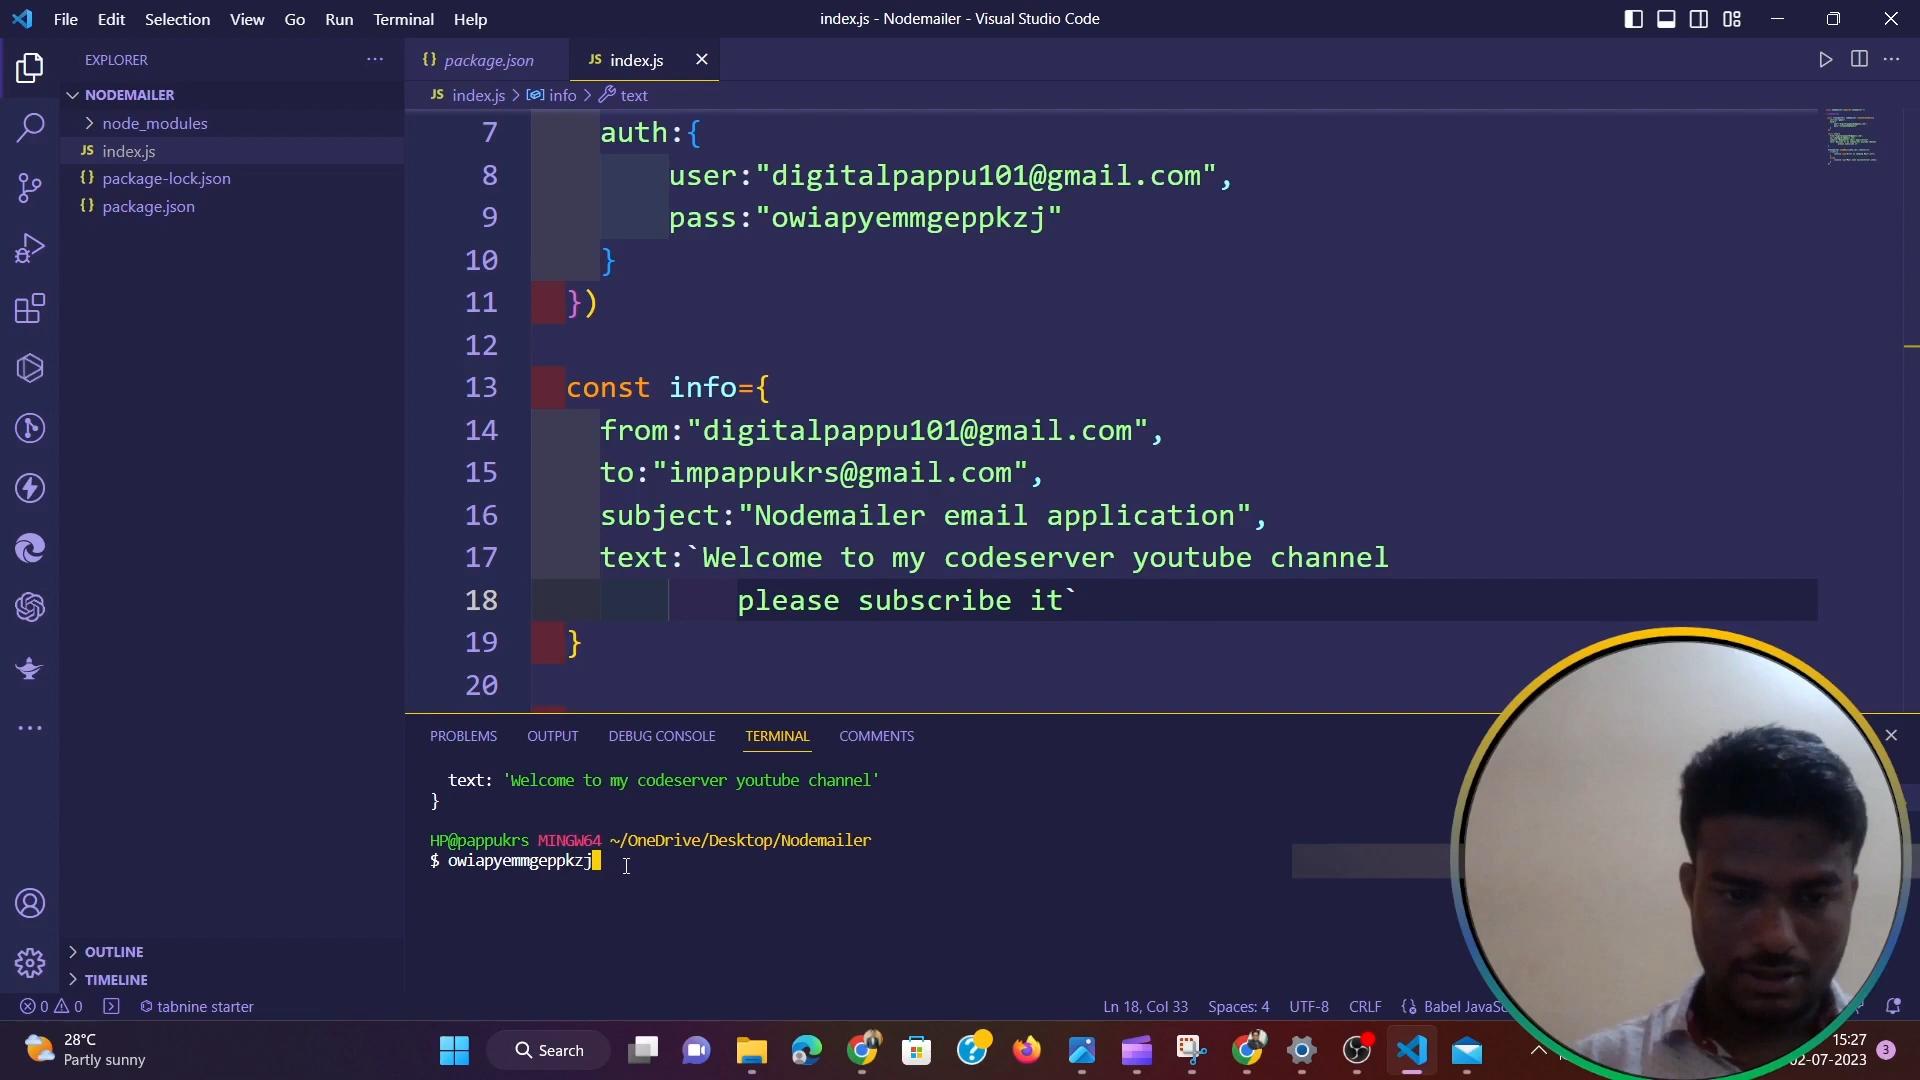 File Edit Selection View Go Run Terminal Help
index.js - Nodemailer - Visual Studio Code
EXPLORER
{} package.json
JS index.js
NODEMAILER
JS index.js > info > text
node_modules
JS index.js
{} package-lock.json
{} package.json
7 auth:{
8 user:"digitalpappu101@gmail.com",
9 pass:"owiapyemmgeppkzj"
10 }
11 })
12
13 const info={
14 from:"digitalpappu101@gmail.com",
15 to:"impappukrs@gmail.com",
16 subject:"Nodemailer email application",
17 text:`Welcome to my codeserver youtube channel
18 please subscribe it`
19 }
20
PROBLEMS OUTPUT DEBUG CONSOLE TERMINAL COMMENTS
text: 'Welcome to my codeserver youtube channel'
}
HP@pappukrs MINGW64 ~/OneDrive/Desktop/Nodemailer
$ owiapyemmgeppkzj
OUTLINE
TIMELINE
0 0 tabnine starter
Ln 18, Col 33 Spaces: 4 UTF-8 CRLF {} Babel
28°C
Partly sunny
Search
15:27
02-07-2023
3